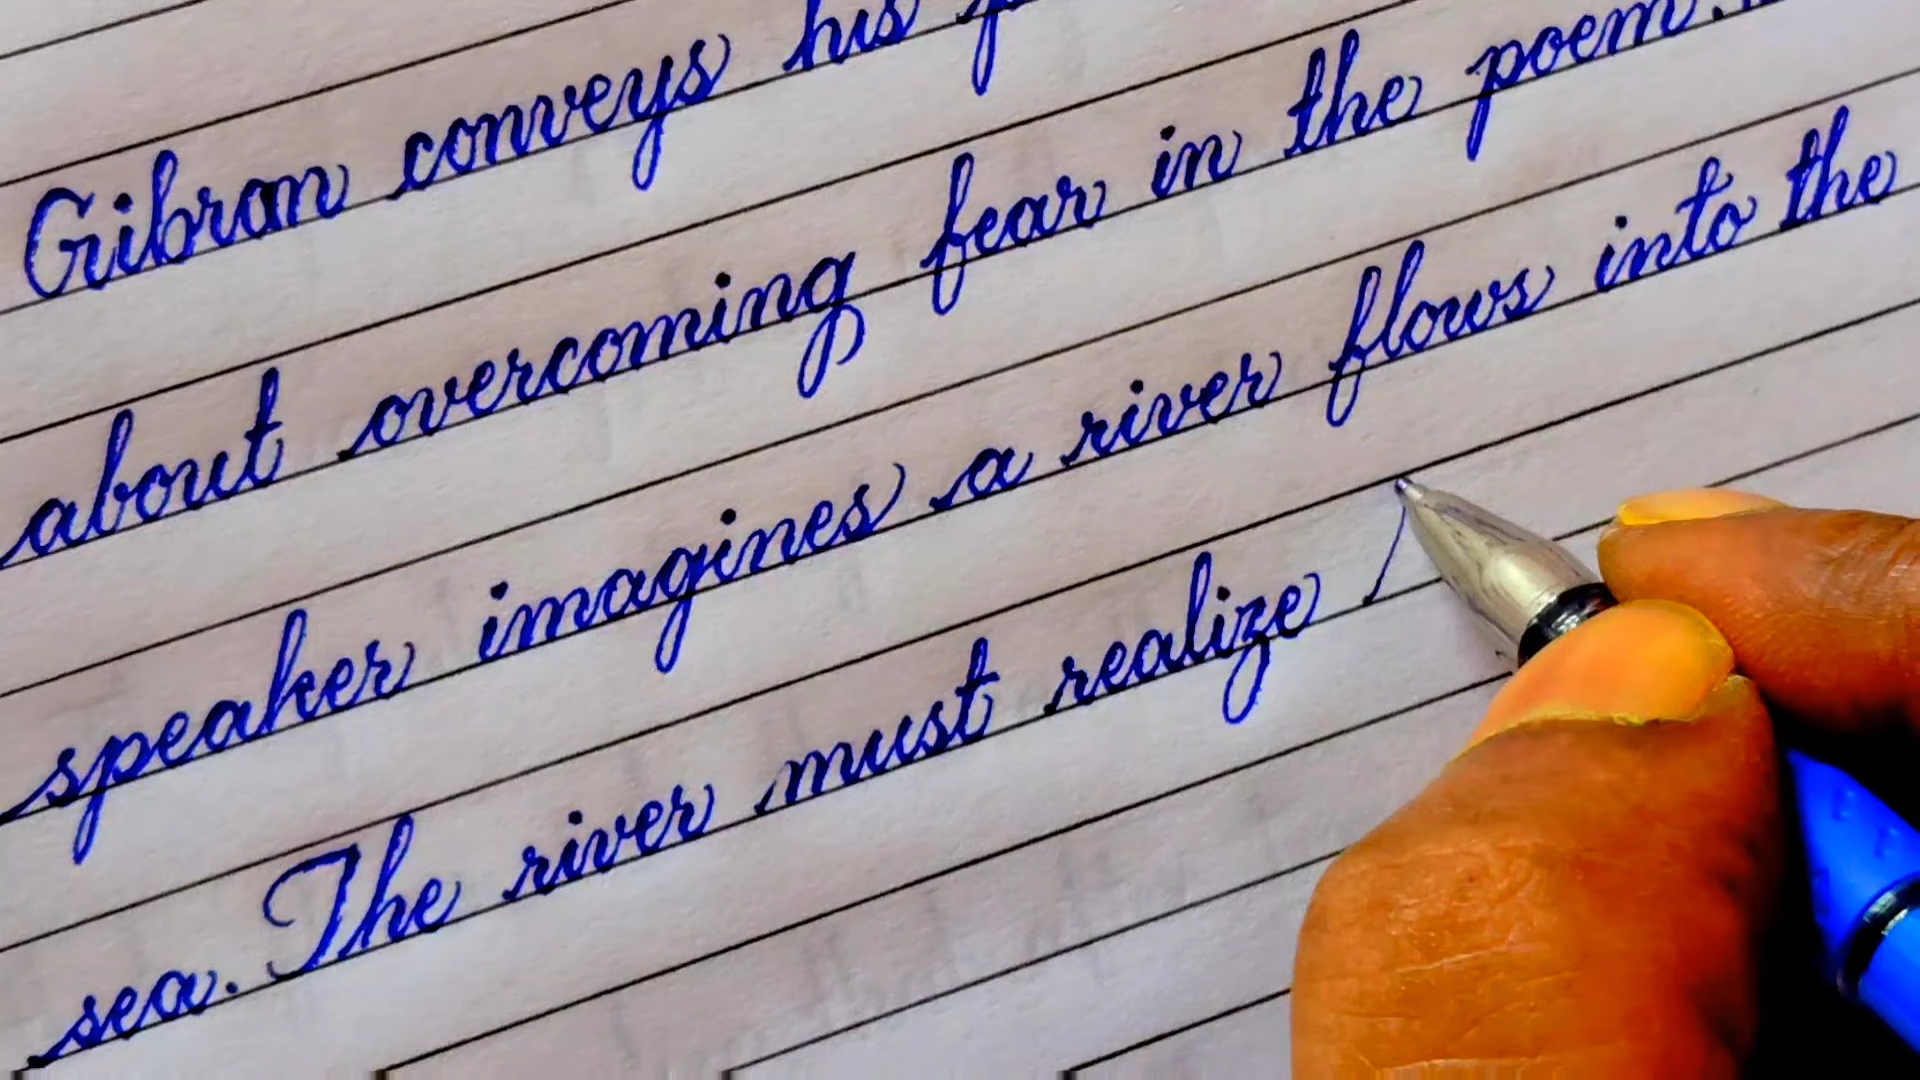 Gibran conveys his
about overcoming fear in the poem.
speaker imagines a river flows into the
sea. The river must realize